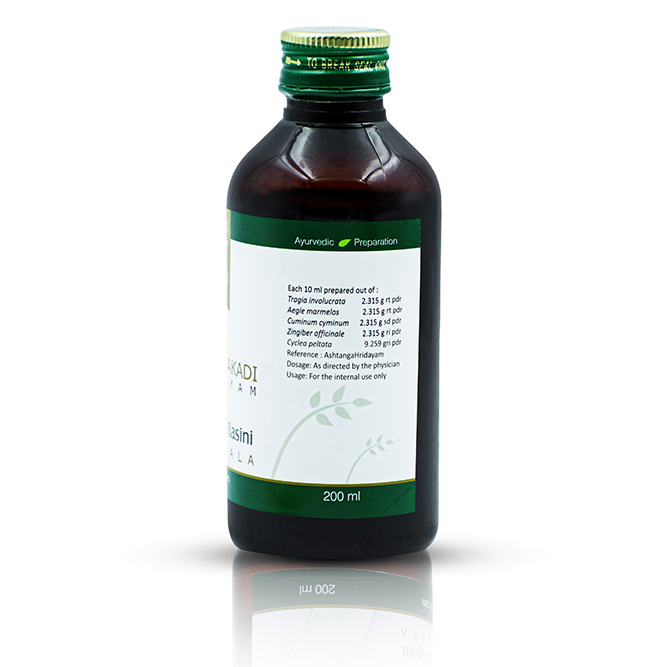 TO BREAK SEAL
Ayurvedic Preparation
Each 10 ml prepared out of :
Tragia involucrata 2.315 g rt pdr
Aegle marmelos 2.315 g rt pdr
Cuminum cyminum 2.315 g sd pdr
Zingiber officinale 2.315 g ri pdr
Cyclea peltata 9.259 gri pdr
Reference : AshtangaHridayam
Dosage: As directed by the physician
Usage: For the internal use only
AKADI
YAM
ilasini
ALA
200 ml